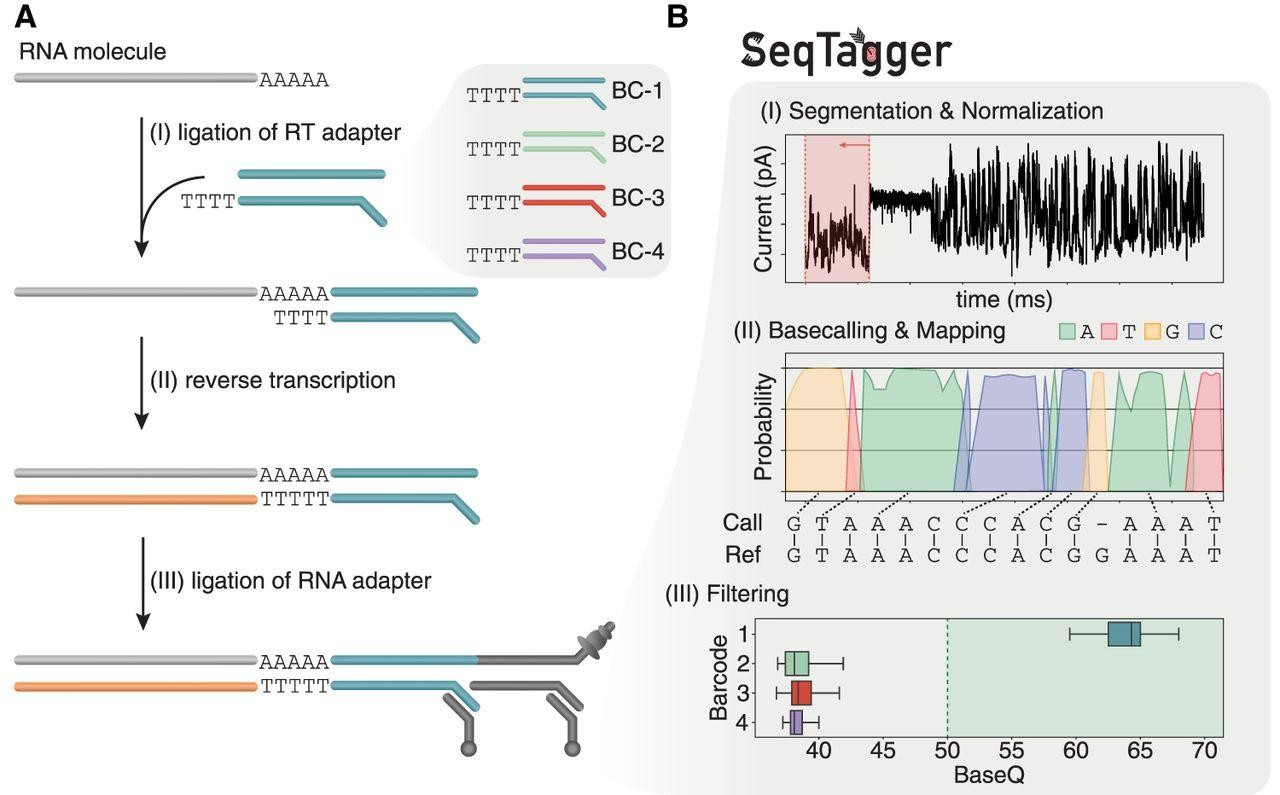 A
RNA molecule
AAAAA
(I) ligation of RT adapter
TTTT
TTTT BC-1
TTTT BC-2
TTTT BC-3
TTTT BC-4
AAAAA
TTTT
(II) reverse transcription
AAAAA
TTTTT
(III) ligation of RNA adapter
AAAAA
TTTTT
B
SeqTagger
(I) Segmentation & Normalization
Current (pA)
time (ms)
(II) Basecalling & Mapping
A T G C
Probability
Call G T A A A C C C A C G - A A A T
Ref G T A A A C C C A C G G A A A T
(III) Filtering
Barcode
1
2
3
4
40 45 50 55 60 65 70
BaseQ